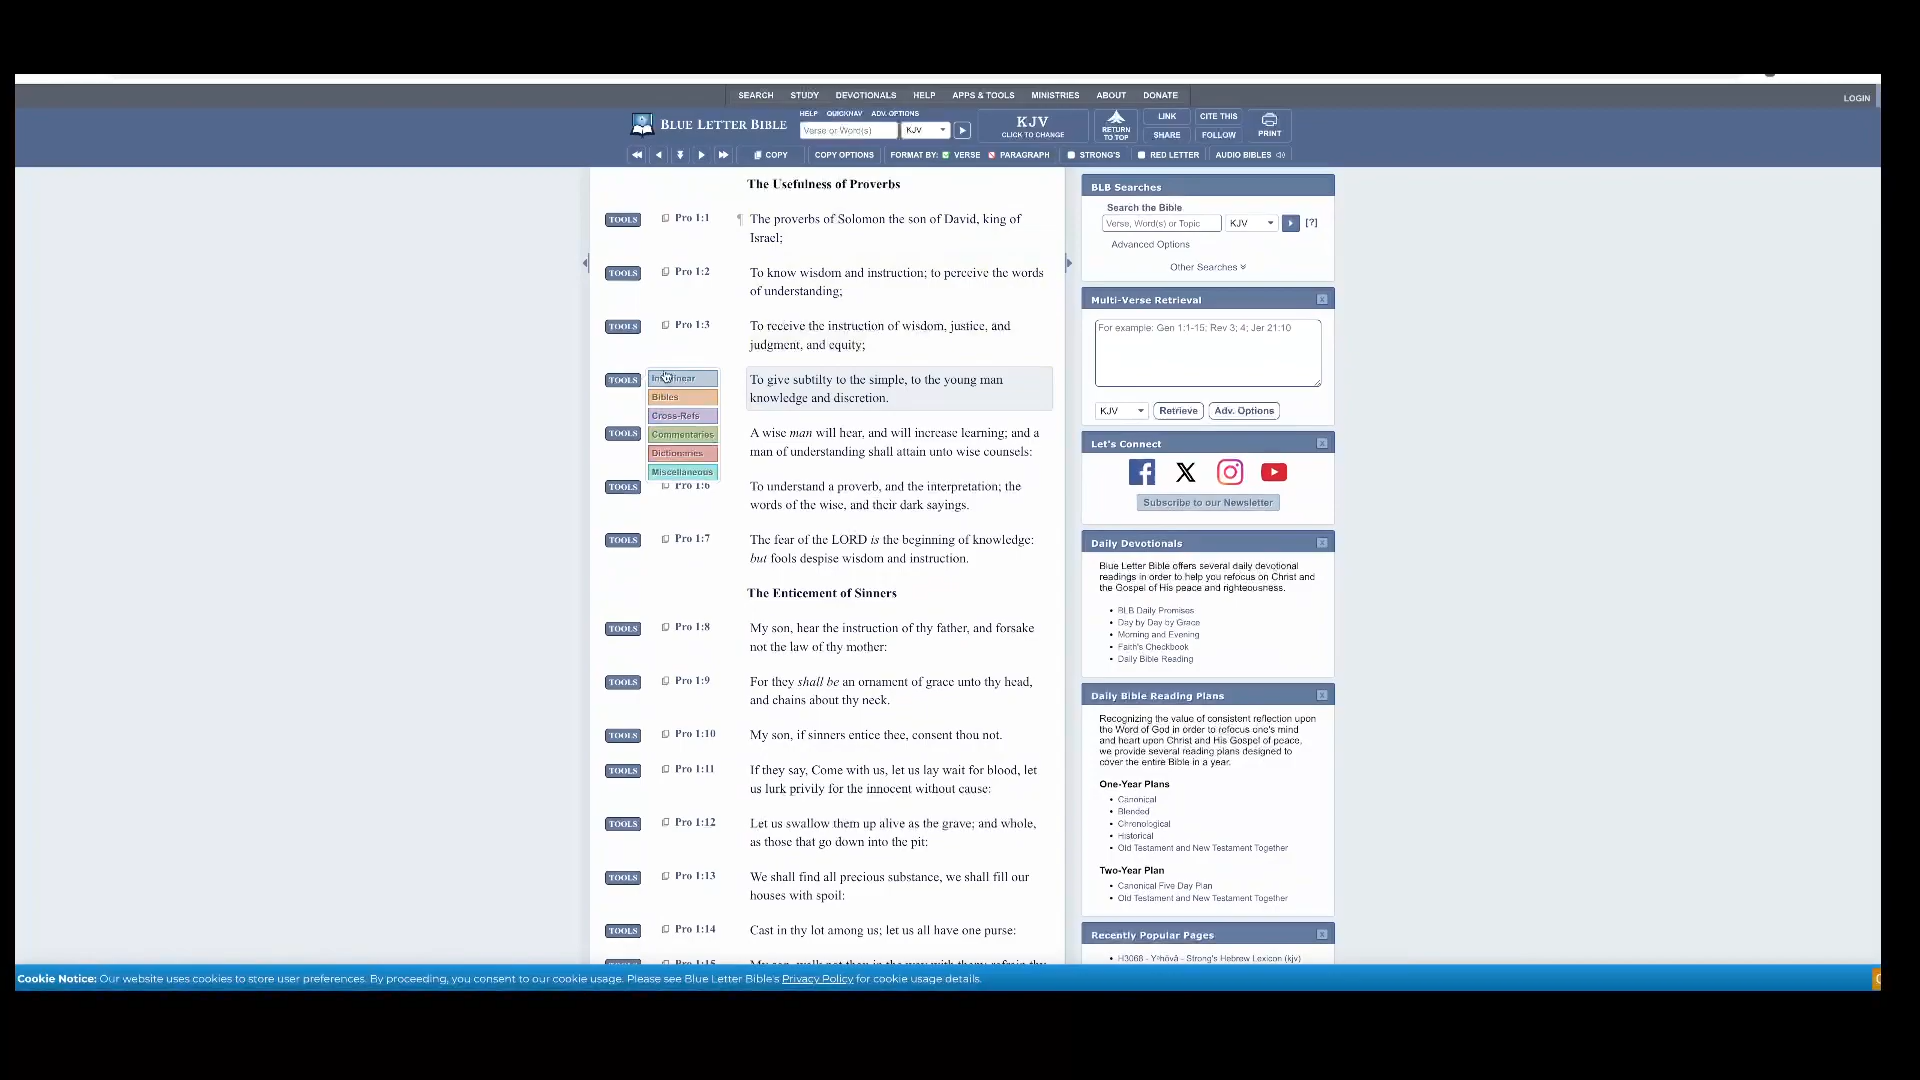 SEARCH STUDY DEVOTIONALS HELP APPS & TOOLS MINISTRIES ABOUT DONATE
LOGIN
BLUE LETTER BIBLE
HELP QUICKNAV ADV. OPTIONS
Verse or Word(s) KJV
KJV
CLICK TO CHANGE
RETURN
TO TOP
LINK CITE THIS
SHARE FOLLOW
PRINT
COPY COPY OPTIONS FORMAT BY: VERSE PARAGRAPH STRONG'S RED LETTER AUDIO BIBLES
The Usefulness of Proverbs
TOOLS Pro 1:1 ¶ The proverbs of Solomon the son of David, king of
Israel;
TOOLS Pro 1:2 To know wisdom and instruction; to perceive the words
of understanding;
TOOLS Pro 1:3 To receive the instruction of wisdom, justice, and
judgment, and equity;
TOOLS To give subtilty to the simple, to the young man
knowledge and discretion.
Interlinear
Bibles
Cross-Refs
Commentaries
Dictionaries
Miscellaneous
TOOLS A wise man will hear, and will increase learning; and a
man of understanding shall attain unto wise counsels:
TOOLS Pro 1:6 To understand a proverb, and the interpretation; the
words of the wise, and their dark sayings.
TOOLS Pro 1:7 The fear of the LORD is the beginning of knowledge:
but fools despise wisdom and instruction.
The Enticement of Sinners
TOOLS Pro 1:8 My son, hear the instruction of thy father, and forsake
not the law of thy mother:
TOOLS Pro 1:9 For they shall be an ornament of grace unto thy head,
and chains about thy neck.
TOOLS Pro 1:10 My son, if sinners entice thee, consent thou not.
TOOLS Pro 1:11 If they say, Come with us, let us lay wait for blood, let
us lurk privily for the innocent without cause:
TOOLS Pro 1:12 Let us swallow them up alive as the grave; and whole,
as those that go down into the pit:
TOOLS Pro 1:13 We shall find all precious substance, we shall fill our
houses with spoil:
TOOLS Pro 1:14 Cast in thy lot among us; let us all have one purse:
BLB Searches
Search the Bible
Verse, Word(s) or Topic KJV [?]
Advanced Options
Other Searches
Multi-Verse Retrieval
For example: Gen 1:1-15; Rev 3; 4; Jer 21:10
KJV Retrieve Adv. Options
Let's Connect
Subscribe to our Newsletter
Daily Devotionals
Blue Letter Bible offers several daily devotional
readings in order to help you refocus on Christ and
the Gospel of His peace and righteousness.
• BLB Daily Promises
• Day by Day by Grace
• Morning and Evening
• Faith's Checkbook
• Daily Bible Reading
Daily Bible Reading Plans
Recognizing the value of consistent reflection upon
the Word of God in order to refocus one's mind
and heart upon Christ and His Gospel of peace,
we provide several reading plans designed to
cover the entire Bible in a year.
One-Year Plans
• Canonical
• Blended
• Chronological
• Historical
• Old Testament and New Testament Together
Two-Year Plan
• Canonical Five Day Plan
• Old Testament and New Testament Together
Recently Popular Pages
• H3068 - Yᵉhōvâ - Strong's Hebrew Lexicon (kjv)
Cookie Notice: Our website uses cookies to store user preferences. By proceeding, you consent to our cookie usage. Please see Blue Letter Bible's Privacy Policy for cookie usage details.